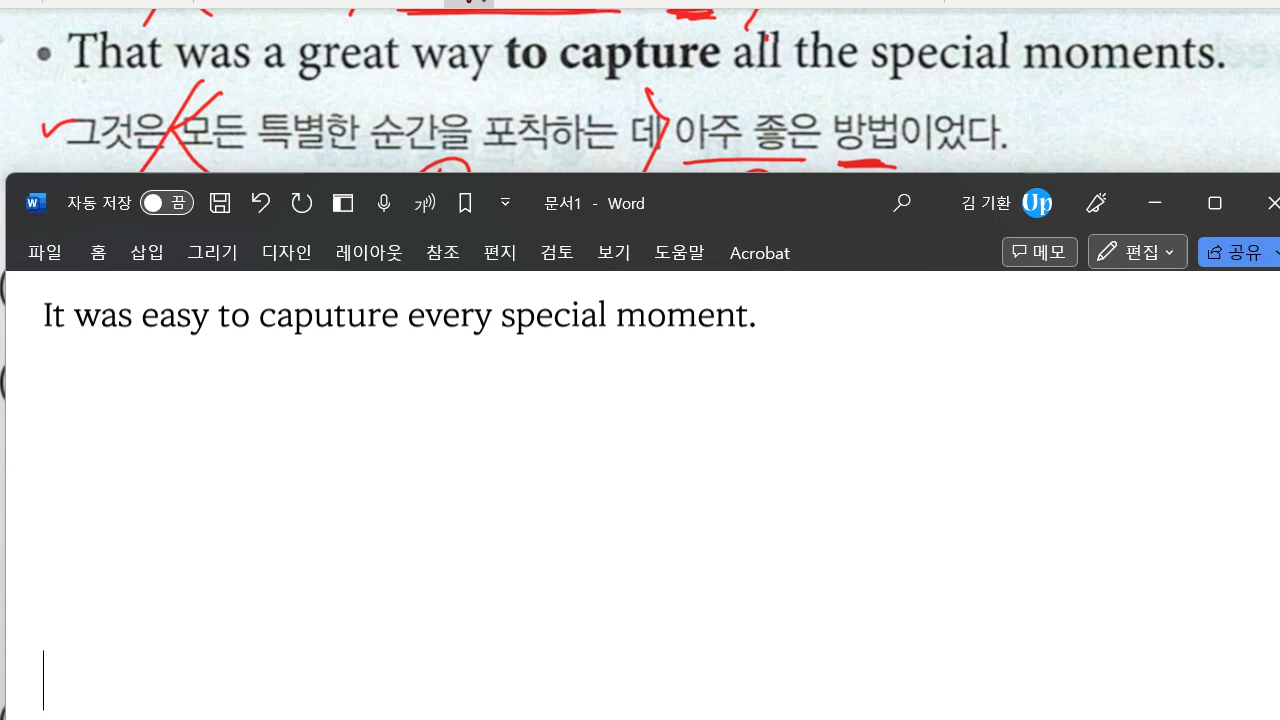 • That was a great way to capture all the special moments.
그것은 모든 특별한 순간을 포착하는 데 아주 좋은 방법이었다.
자동 저장 끔 가 문서1 - Word 김 기환 Up
파일 홈 삽입 그리기 디자인 레이아웃 참조 편지 검토 보기 도움말 Acrobat 메모 편집 공유
It was easy to caputure every special moment.